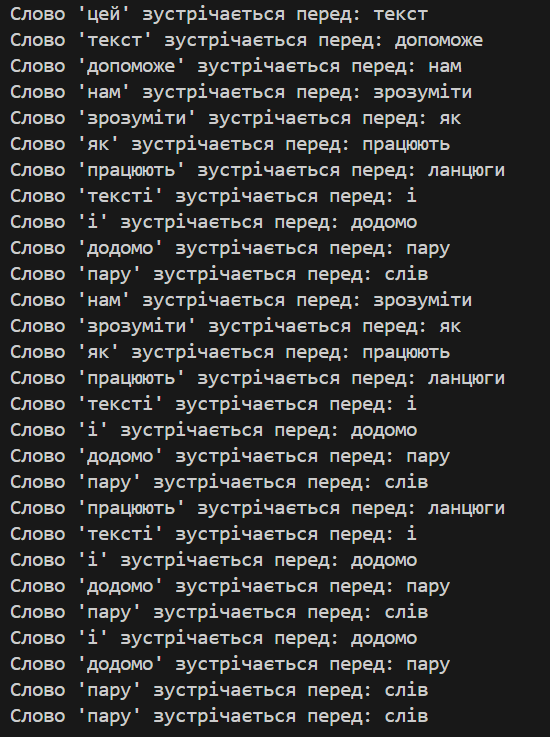 Слово 'цей' зустрічається перед: текст
Слово 'текст' зустрічається перед: допоможе
Слово 'допоможе' зустрічається перед: нам
Слово 'нам' зустрічається перед: зрозуміти
Слово 'зрозуміти' зустрічається перед: як
Слово 'як' зустрічається перед: працюють
Слово 'працюють' зустрічається перед: ланцюги
Слово 'тексті' зустрічається перед: і
Слово 'і' зустрічається перед: додомо
Слово 'додомо' зустрічається перед: пару
Слово 'пару' зустрічається перед: слів
Слово 'нам' зустрічається перед: зрозуміти
Слово 'зрозуміти' зустрічається перед: як
Слово 'як' зустрічається перед: працюють
Слово 'працюють' зустрічається перед: ланцюги
Слово 'тексті' зустрічається перед: і
Слово 'і' зустрічається перед: додомо
Слово 'додомо' зустрічається перед: пару
Слово 'пару' зустрічається перед: слів
Слово 'працюють' зустрічається перед: ланцюги
Слово 'тексті' зустрічається перед: і
Слово 'і' зустрічається перед: додомо
Слово 'додомо' зустрічається перед: пару
Слово 'пару' зустрічається перед: слів
Слово 'і' зустрічається перед: додомо
Слово 'додомо' зустрічається перед: пару
Слово 'пару' зустрічається перед: слів
Слово 'пару' зустрічається перед: слів